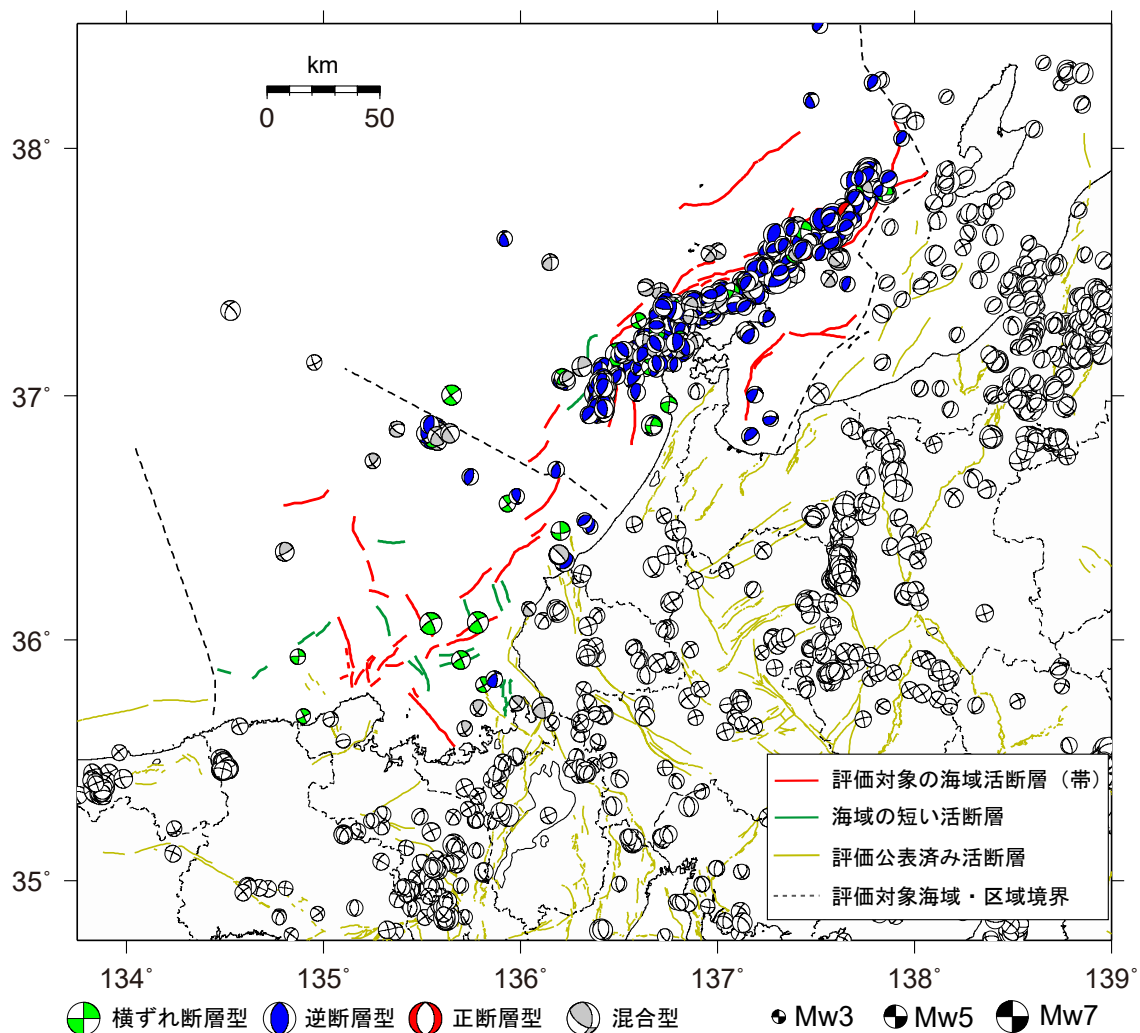 km
0
50
38°
37°
36°
35°
評価対象の海域活断層（帯）
海域の短い活断層
評価公表済み活断層
評価対象海域・区域境界
134°
135°
136°
137°
138°
139°
横ずれ断層型
逆断層型
正断層型
混合型
Mw3
Mw5
Mw7